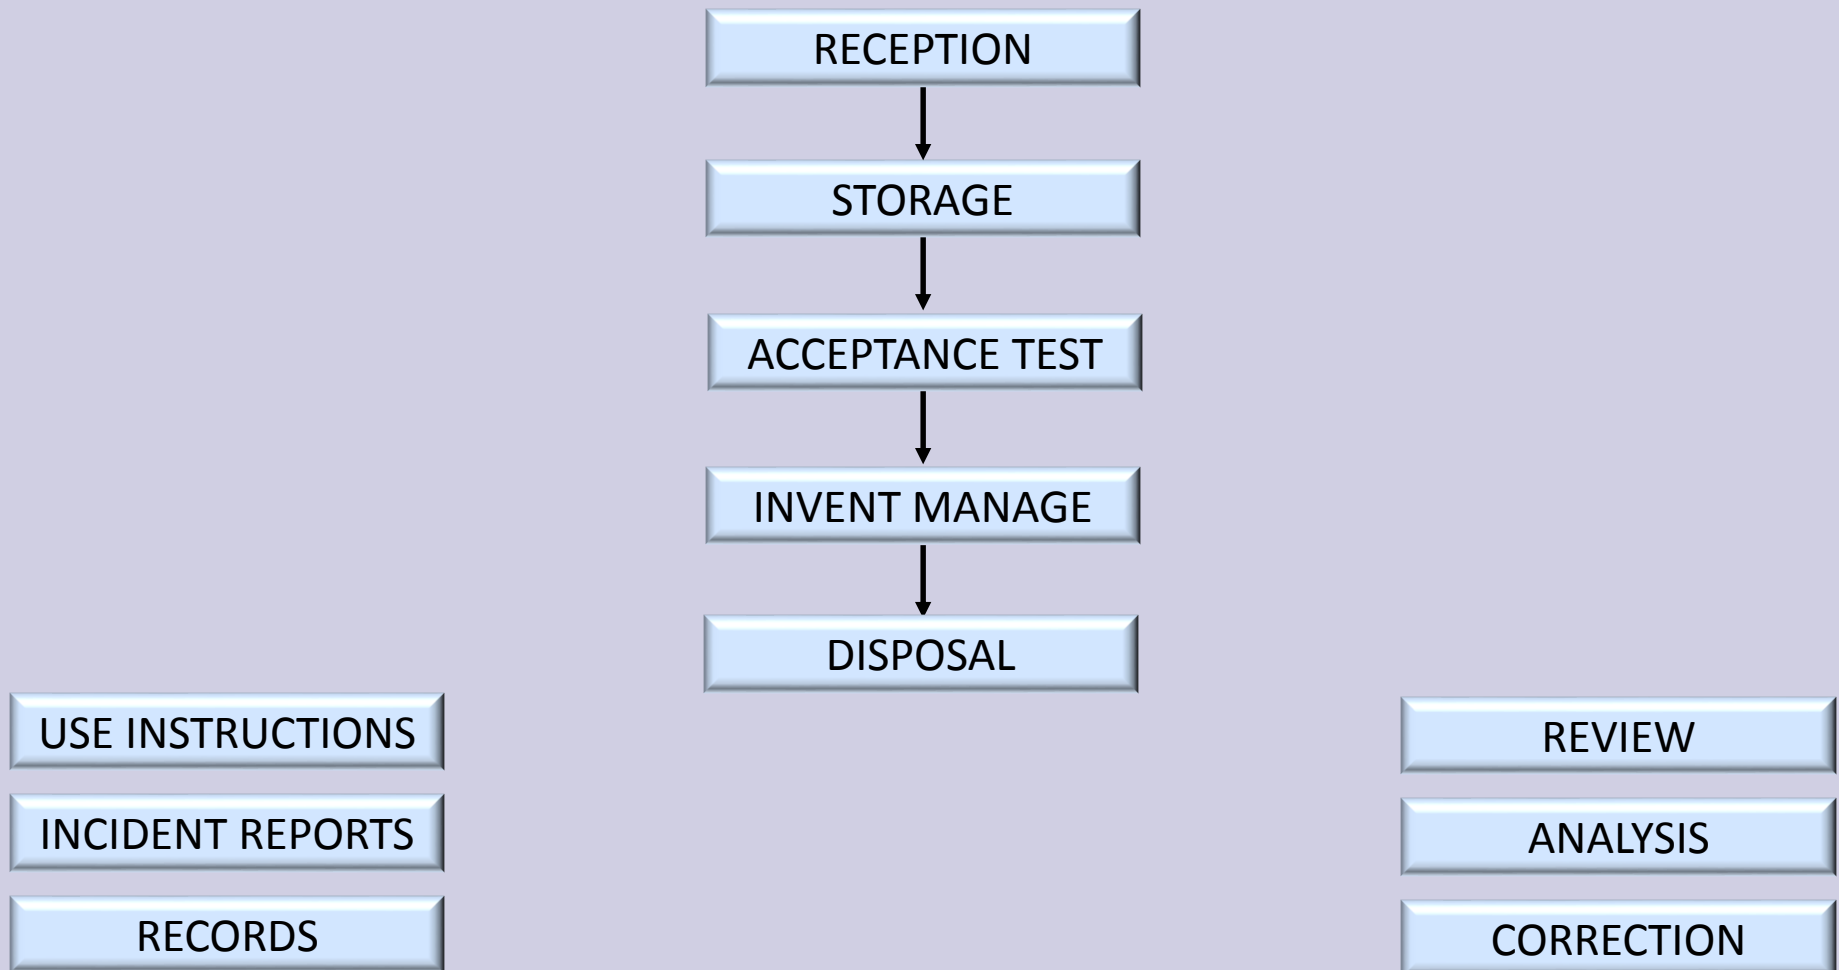 RECEPTION
STORAGE
ACCEPTANCE TEST
INVENT MANAGE
DISPOSAL
USE INSTRUCTIONS
INCIDENT REPORTS
RECORDS
REVIEW
ANALYSIS
CORRECTION